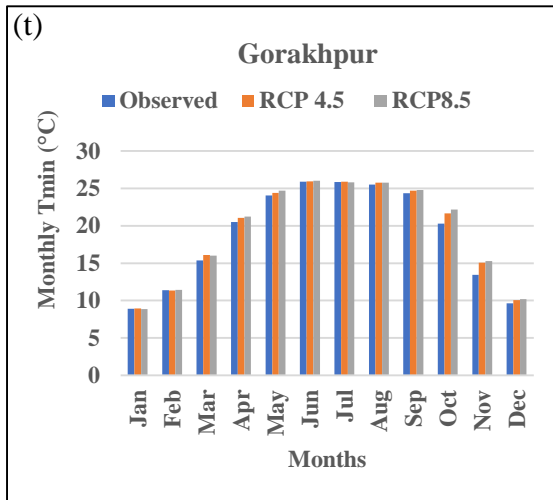 (t)
Gorakhpur
Observed RCP 4.5 RCP8.5
Monthly Tmin (°C)
30
25
20
15
10
5
0
Jan Feb Mar Apr May Jun Jul Aug Sep Oct Nov Dec
Months